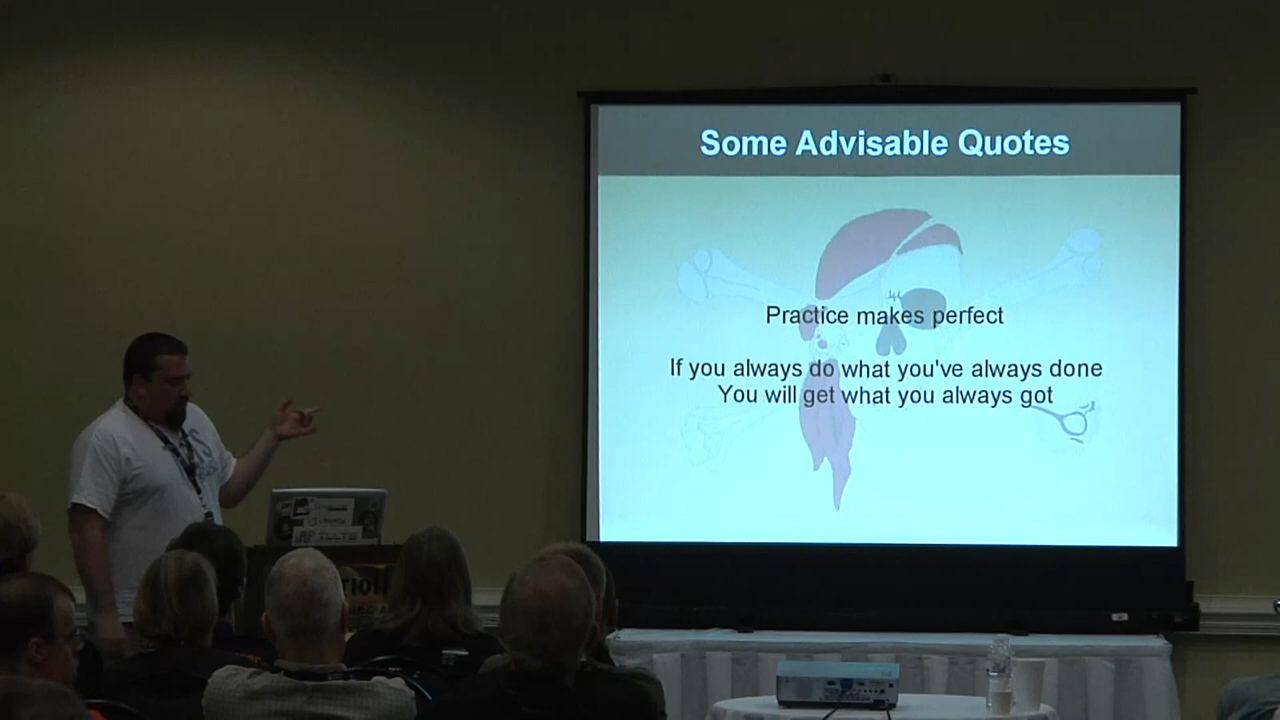 Some Advisable Quotes
Practice makes perfect
If you always do what you've always done
You will get what you always got